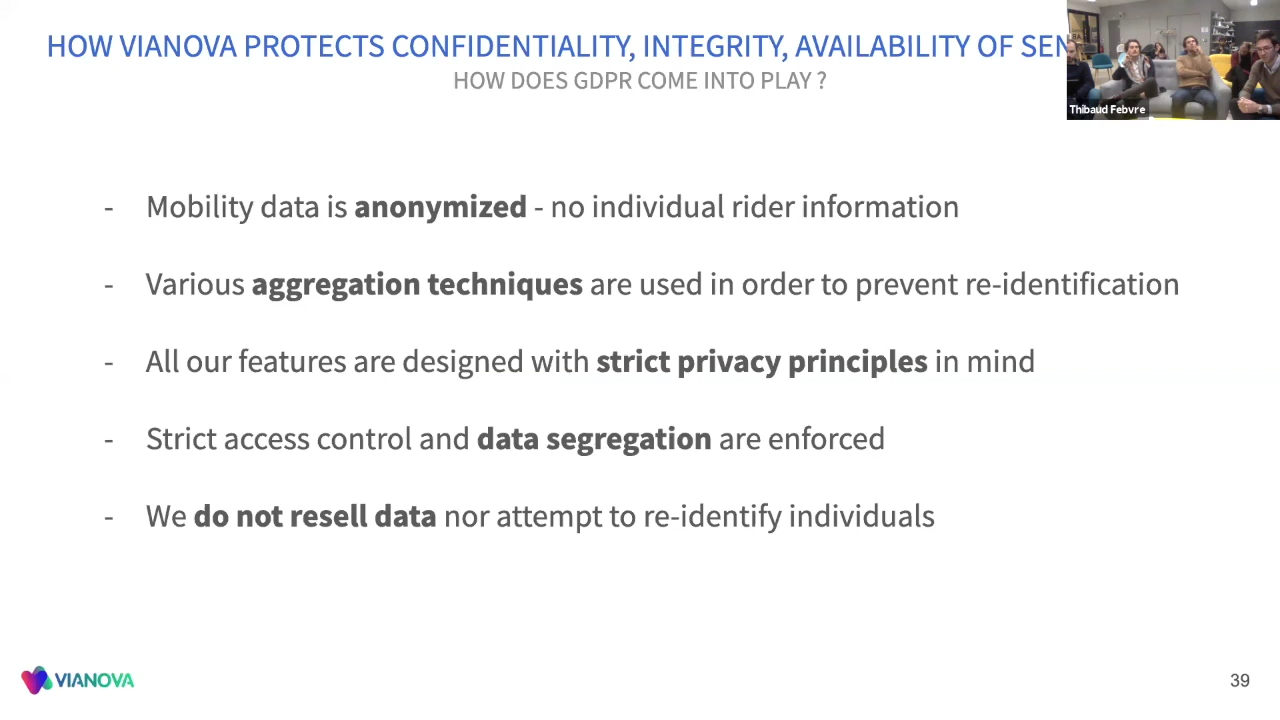 HOW VIANOVA PROTECTS CONFIDENTIALITY, INTEGRITY, AVAILABILITY OF SEN
HOW DOES GDPR COME INTO PLAY ?
Thibaud Febvre
- Mobility data is anonymized - no individual rider information
- Various aggregation techniques are used in order to prevent re-identification
- All our features are designed with strict privacy principles in mind
- Strict access control and data segregation are enforced
- We do not resell data nor attempt to re-identify individuals
VIANOVA
39